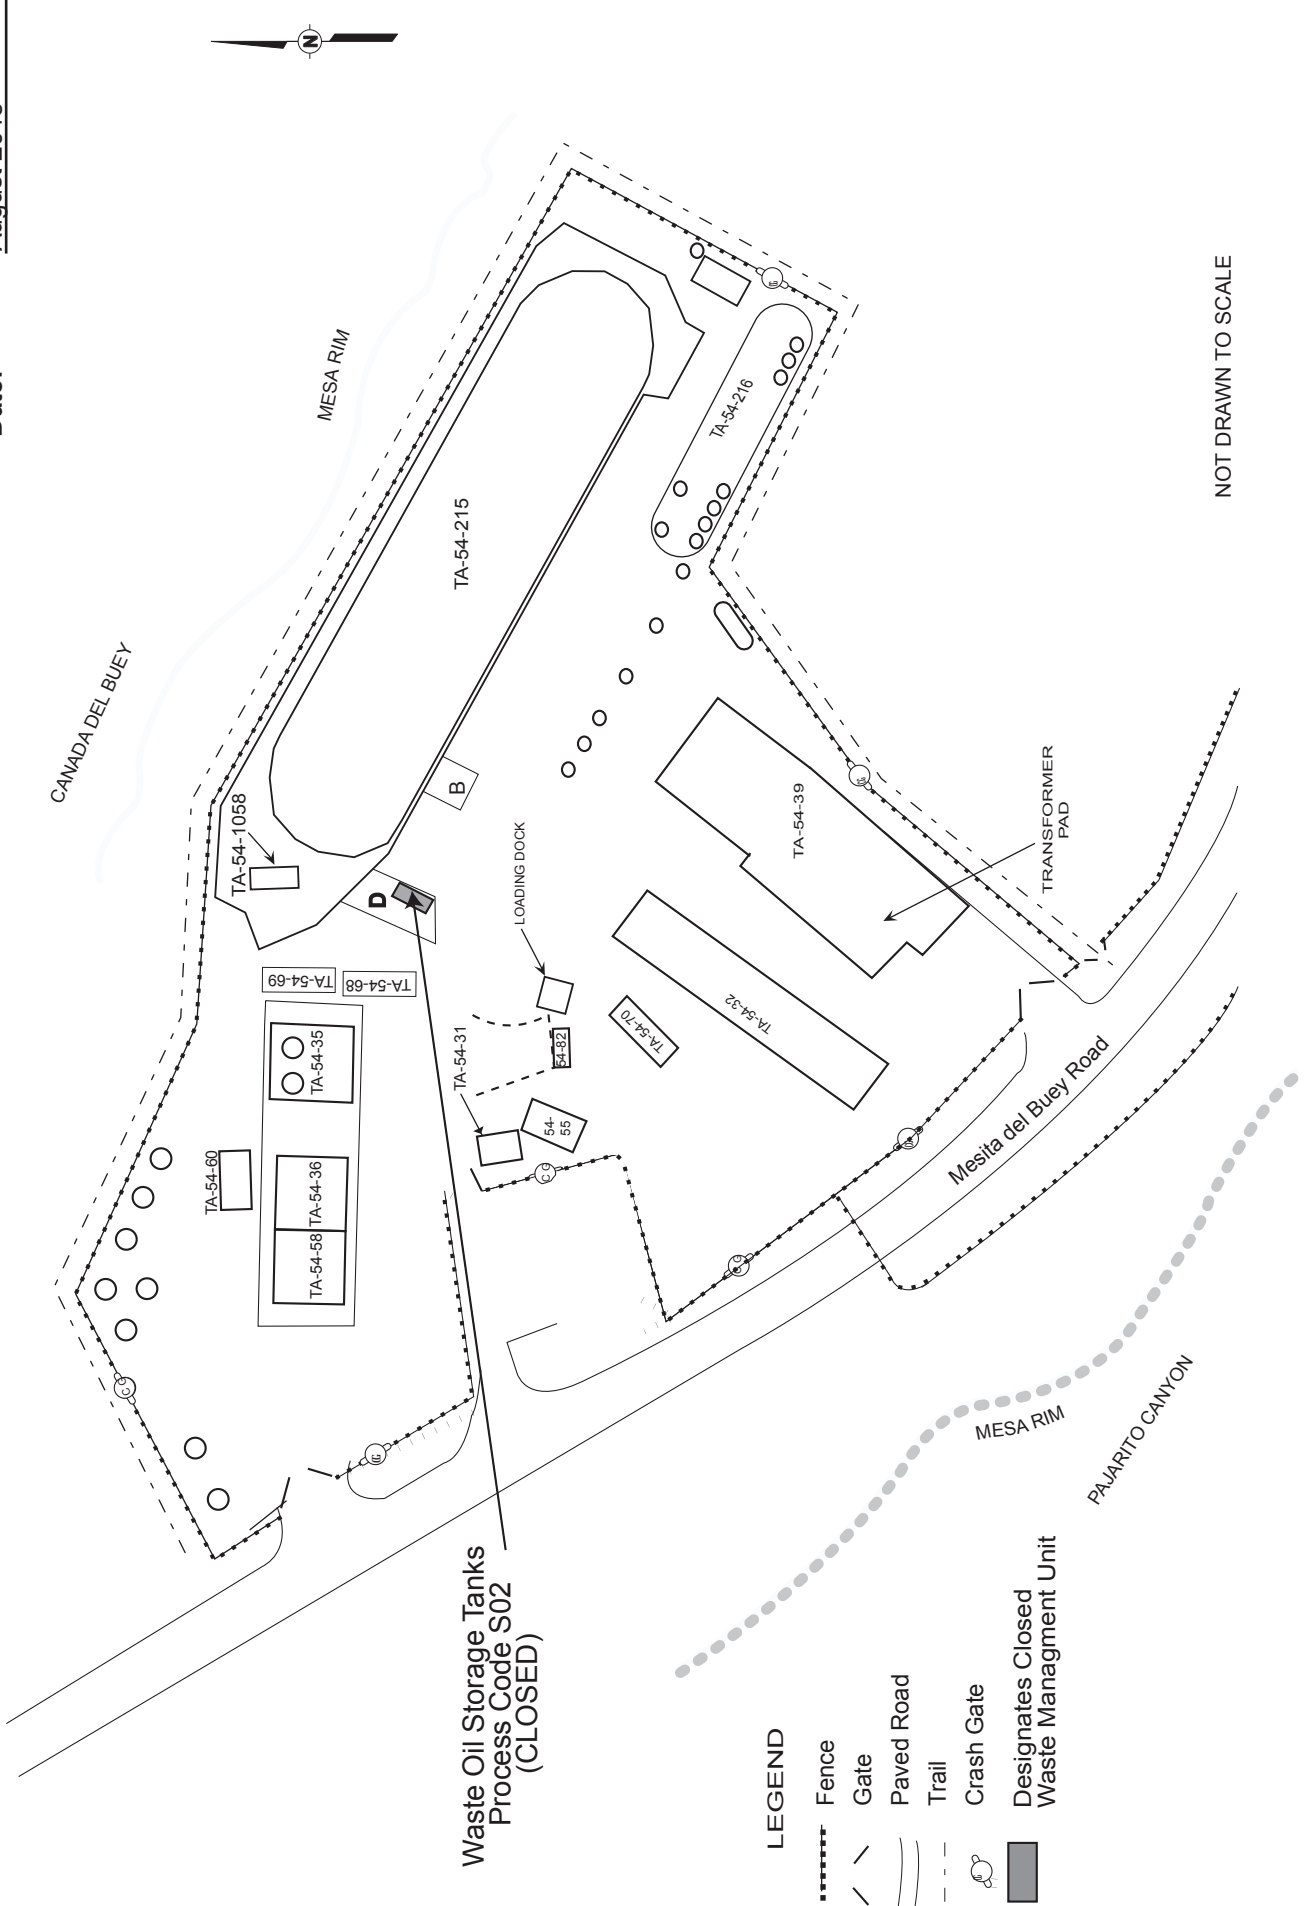 N
MESA RIM
CANADA DEL BUEY
TA-54-215
TA-54-216
NOT DRAWN TO SCALE
TA-54-1058
B
D
LOADING DOCK
TA-54-39
TRANSFORMER
PAD
TA-54-69
TA-54-68
TA-54-35
TA-54-31
54-82
TA-54-70
TA-54-32
54-
55
TA-54-60
TA-54-36
TA-54-58
Mesita del Buey Road
MESA RIM
PAJARITO CANYON
Waste Oil Storage Tanks
Process Code S02
(CLOSED)
LEGEND
Fence
Gate
Paved Road
Trail
Crash Gate
Designates Closed
Waste Managment Unit
CG
CG
CG